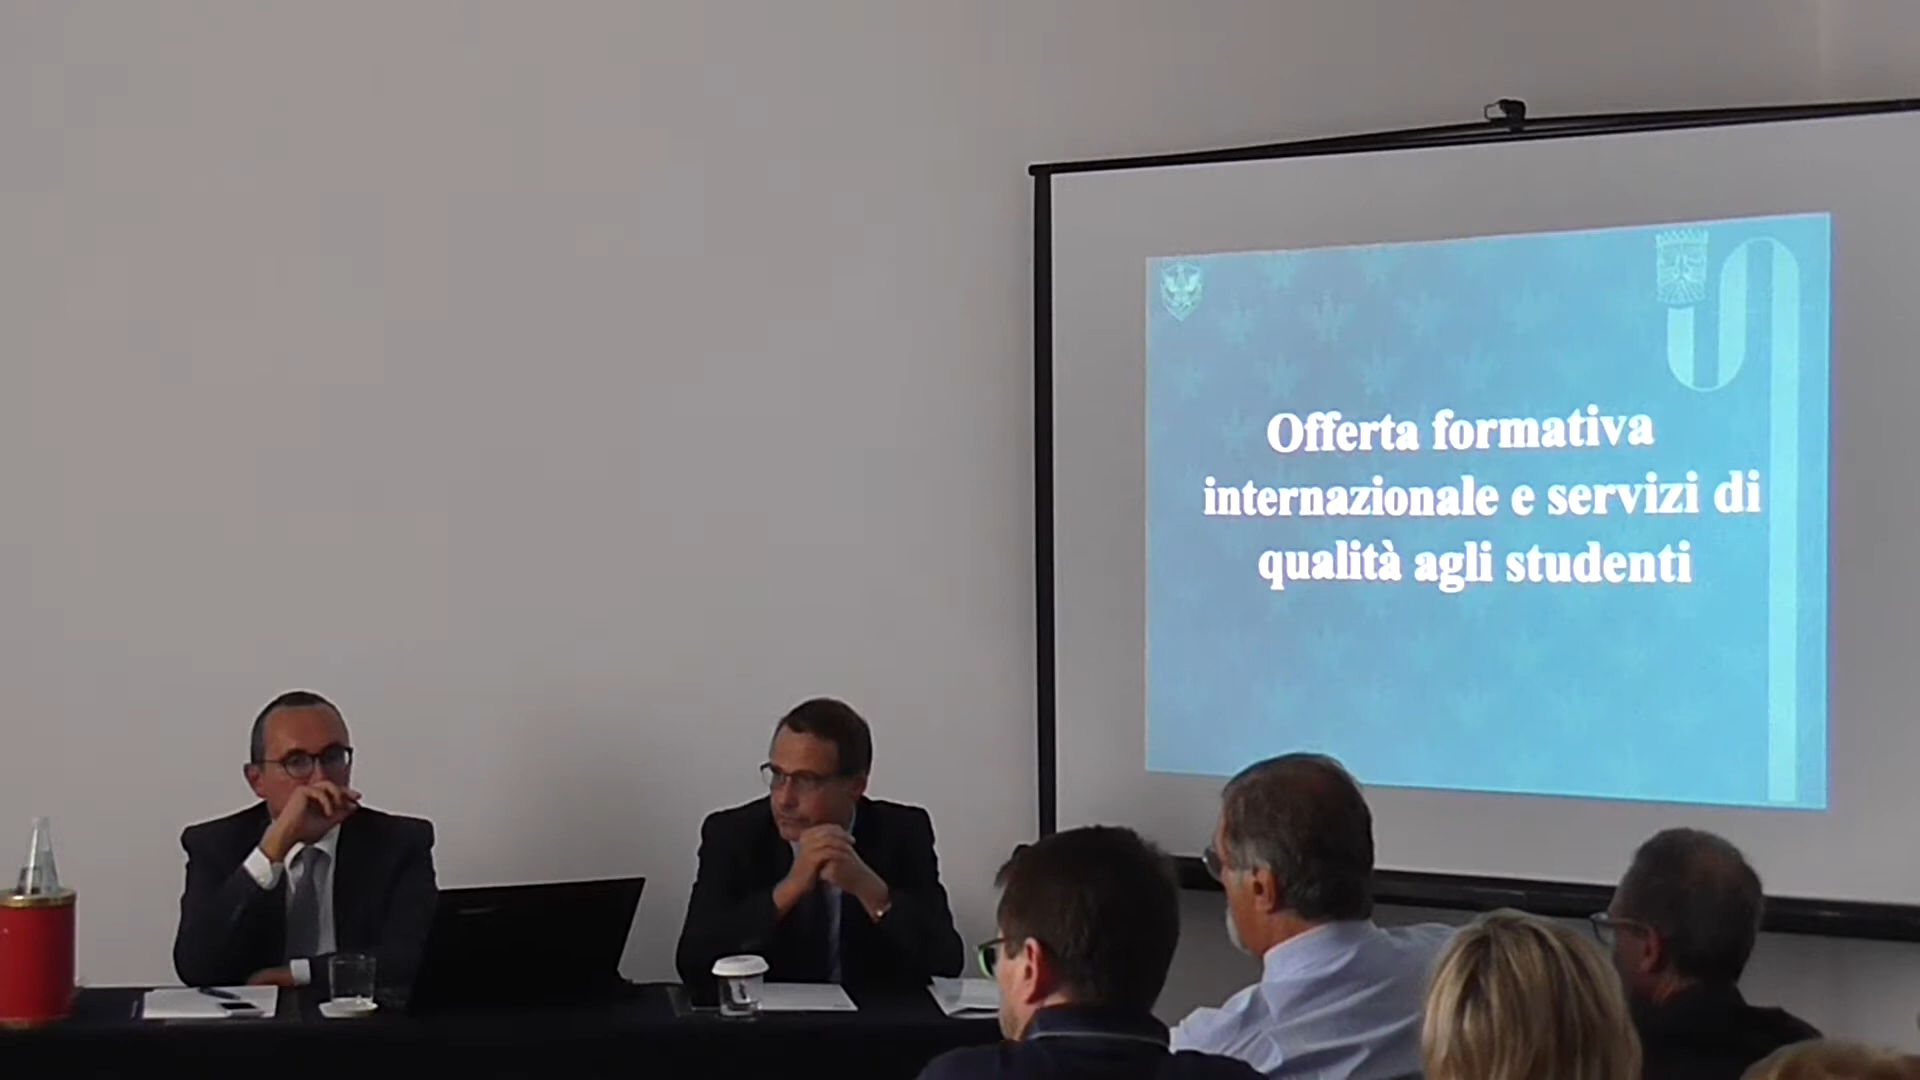 Offerta formativa
internazionale e servizi di
qualità agli studenti